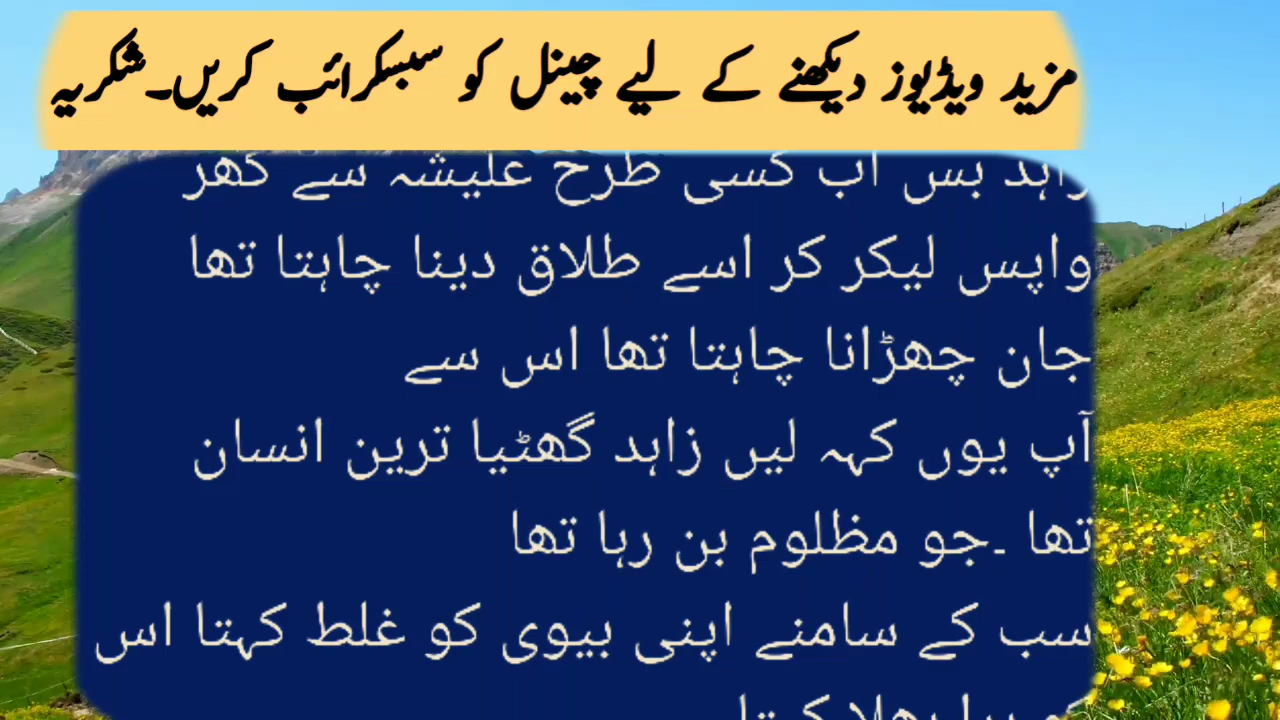 مزید ویڈیوز دیکھنے کے لیے چینل کو سبسکرائب کریں۔شکریہ
زاہد بس اب کسی طرح علیشہ سے گھر
واپس لیکر کر اسے طلاق دینا چاہتا تھا
جان چھڑانا چاہتا تھا اس سے
آپ یوں کہہ لیں زاہد گھٹیا ترین انسان
تھا ۔جو مظلوم بن رہا تھا
سب کے سامنے اپنی بیوی کو غلط کہتا اس